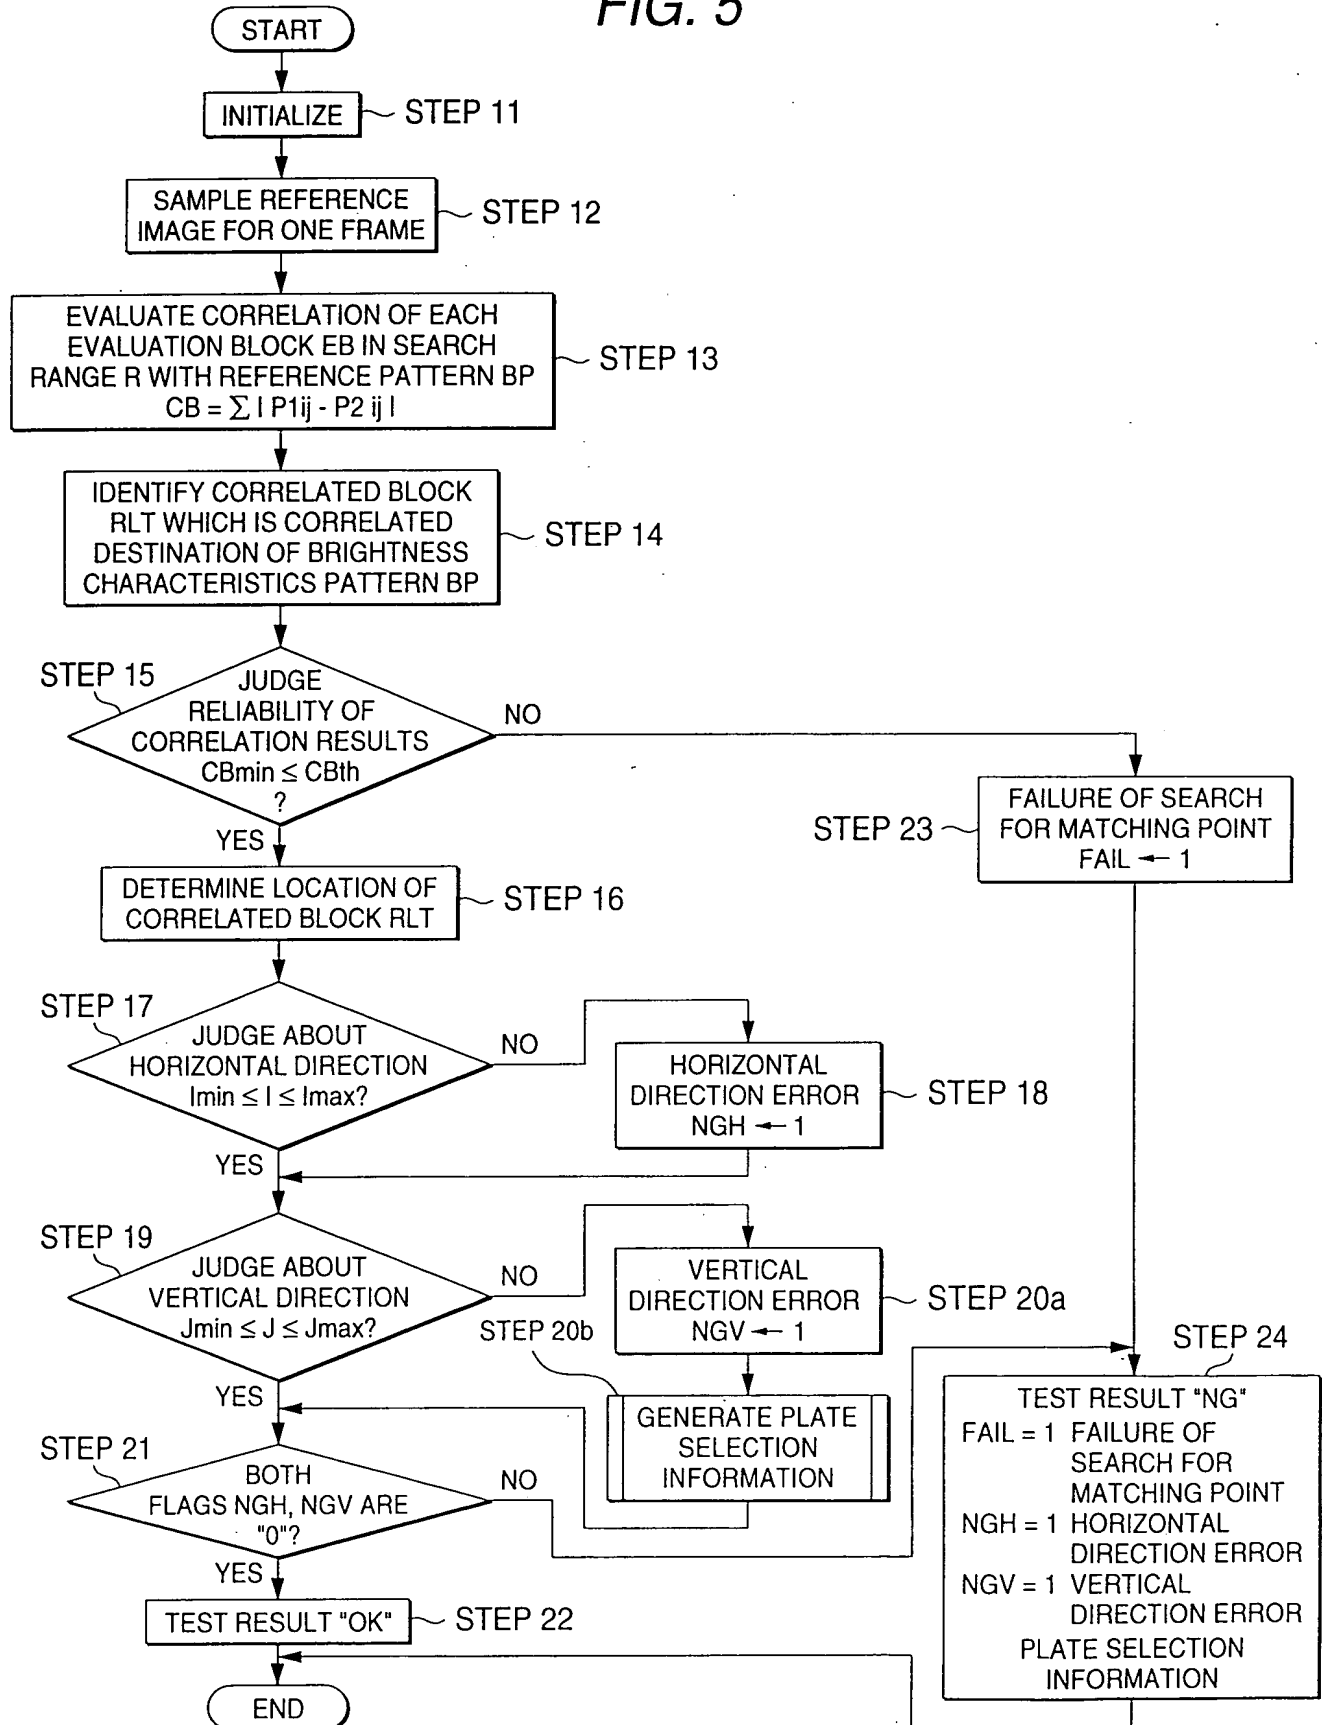 FIG. 5
START
INITIALIZE
STEP 11
SAMPLE REFERENCE
IMAGE FOR ONE FRAME
STEP 12
EVALUATE CORRELATION OF EACH
EVALUATION BLOCK EB IN SEARCH
RANGE R WITH REFERENCE PATTERN BP
CB = ∑ | P1ij - P2 ij |
STEP 13
IDENTIFY CORRELATED BLOCK
RLT WHICH IS CORRELATED
DESTINATION OF BRIGHTNESS
CHARACTERISTICS PATTERN BP
STEP 14
STEP 15
JUDGE
RELIABILITY OF
CORRELATION RESULTS
CBmin ≤ CBth
?
NO
YES
FAILURE OF SEARCH
FOR MATCHING POINT
FAIL ← 1
STEP 23
DETERMINE LOCATION OF
CORRELATED BLOCK RLT
STEP 16
STEP 17
JUDGE ABOUT
HORIZONTAL DIRECTION
Imin ≤ I ≤ Imax?
NO
YES
HORIZONTAL
DIRECTION ERROR
NGH ← 1
STEP 18
STEP 19
JUDGE ABOUT
VERTICAL DIRECTION
Jmin ≤ J ≤ Jmax?
NO
YES
VERTICAL
DIRECTION ERROR
NGV ← 1
STEP 20a
STEP 20b
GENERATE PLATE
SELECTION
INFORMATION
STEP 21
BOTH
FLAGS NGH, NGV ARE
"0"?
NO
YES
STEP 24
TEST RESULT "NG"
FAIL = 1 FAILURE OF
SEARCH FOR
MATCHING POINT
NGH = 1 HORIZONTAL
DIRECTION ERROR
NGV = 1 VERTICAL
DIRECTION ERROR
PLATE SELECTION
INFORMATION
TEST RESULT "OK"
STEP 22
END